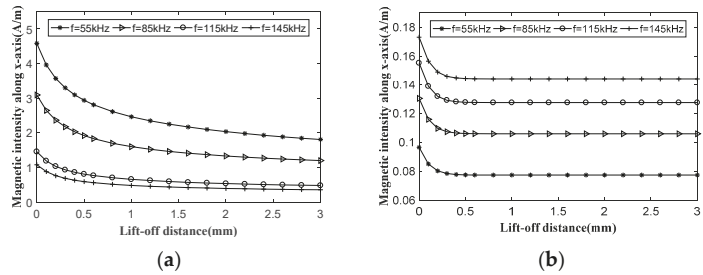 (a)
f=55kHz f=85kHz f=115kHz f=145kHz
Magnetic intensity along x-axis(A/m)
5
4
3
2
1
0
0 0.5 1 1.5 2 2.5 3
Lift-off distance(mm)
(a)
(b)
f=55kHz f=85kHz f=115kHz f=145kHz
Magnetic intensity along x-axis(A/m)
0.18
0.16
0.14
0.12
0.10
0.08
0.06
0 0.5 1 1.5 2 2.5 3
Lift-off distance(mm)
(b)